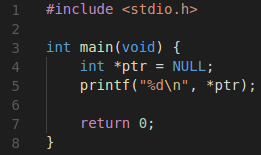 1 #include <stdio.h>
2
3 int main(void) {
4     int *ptr = NULL;
5     printf("%d\n", *ptr);
6
7     return 0;
8 }